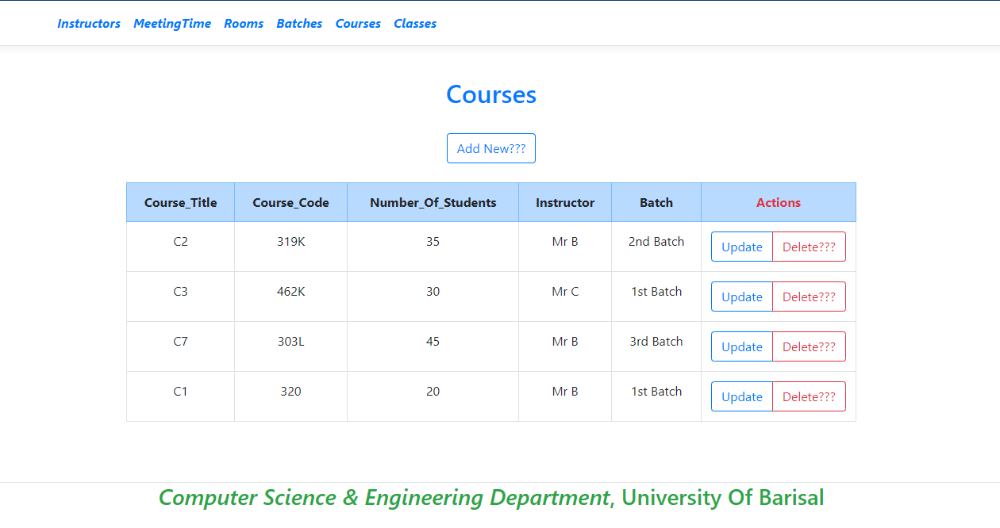 Instructors MeetingTime Rooms Batches Courses Classes
Courses
Add New???
Course_Title Course_Code Number_Of_Students Instructor Batch Actions
C2 319K 35 Mr B 2nd Batch Update Delete???
C3 462K 30 Mr C 1st Batch Update Delete???
C7 303L 45 Mr B 3rd Batch Update Delete???
C1 320 20 Mr B 1st Batch Update Delete???
Computer Science & Engineering Department, University Of Barisal